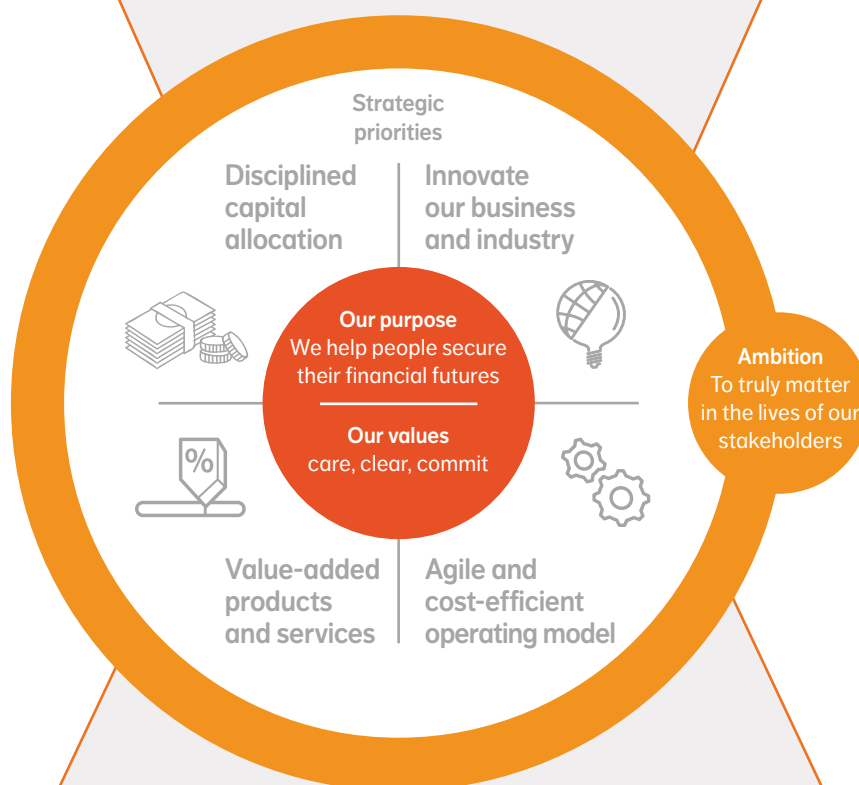 Strategic
priorities
Disciplined
capital
allocation
Innovate
our business
and industry
Our purpose
We help people secure
their financial futures
Our values
care, clear, commit
Ambition
To truly matter
in the lives of our
stakeholders
%
Value-added
products
and services
Agile and
cost-efficient
operating model